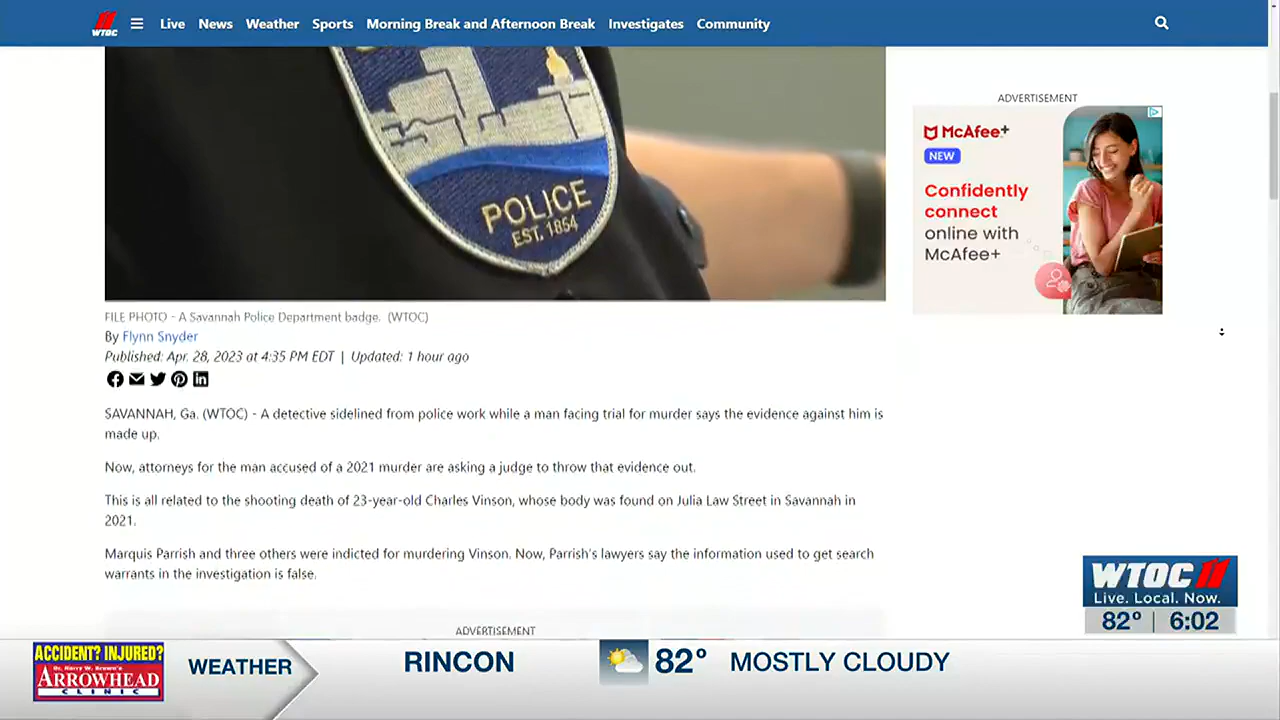 WTOC
Live News Weather Sports Morning Break and Afternoon Break Investigates Community
POLICE
EST. 1854
ADVERTISEMENT
McAfee+
NEW
Confidently
connect
online with
McAfee+
FILE PHOTO - A Savannah Police Department badge. (WTOC)
By Flynn Snyder
Published: Apr. 28, 2023 at 4:35 PM EDT | Updated: 1 hour ago
SAVANNAH, Ga. (WTOC) - A detective sidelined from police work while a man facing trial for murder says the evidence against him is
made up.
Now, attorneys for the man accused of a 2021 murder are asking a judge to throw that evidence out.
This is all related to the shooting death of 23-year-old Charles Vinson, whose body was found on Julia Law Street in Savannah in
2021.
Marquis Parrish and three others were indicted for murdering Vinson. Now, Parrish's lawyers say the information used to get search
warrants in the investigation is false.
ADVERTISEMENT
WTOC 11
Live. Local. Now.
82° 6:02
ACCIDENT? INJURED?
Dr. Harry W. Brown's
ARROWHEAD
CLINIC
WEATHER
RINCON 82° MOSTLY CLOUDY